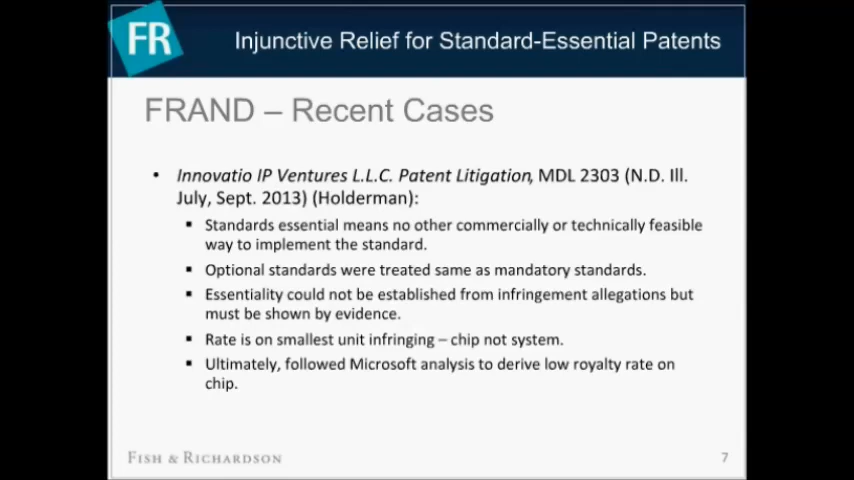 FR
Injunctive Relief for Standard-Essential Patents
FRAND – Recent Cases
• Innovatio IP Ventures L.L.C. Patent Litigation, MDL 2303 (N.D. Ill.
July, Sept. 2013) (Holderman):
▪ Standards essential means no other commercially or technically feasible
way to implement the standard.
▪ Optional standards were treated same as mandatory standards.
▪ Essentiality could not be established from infringement allegations but
must be shown by evidence.
▪ Rate is on smallest unit infringing – chip not system.
▪ Ultimately, followed Microsoft analysis to derive low royalty rate on
chip.
FISH & RICHARDSON
7